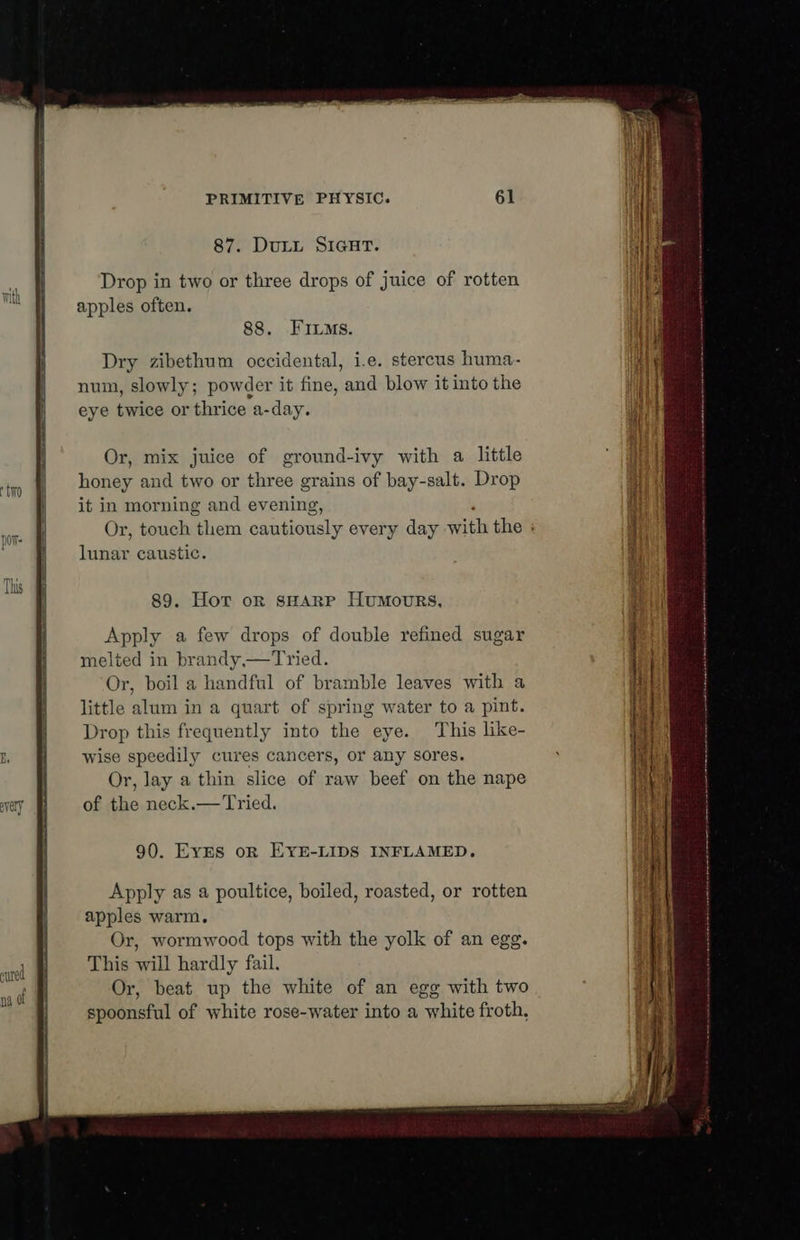 PRIMITIVE PHYSIC. 61
87. DULL SIGHT.
Drop in two or three drops of juice of rotten
apples often.
88. FILMS.
Dry zibethum occidental, i.e. stercus huma-
num, slowly; powder it fine, and blow it into the
eye twice or thrice a-day.
Or, mix juice of ground-ivy with a little
honey and two or three grains of bay-salt. Drop
it in morning and evening,
Or, touch them cautiously every day with the
lunar caustic.
89. HOT OR SHARP HUMOURS,
Apply a few drops of double refined sugar
melted in brandy.—Tried.
Or, boil a handful of bramble leaves with a
little alum in a quart of spring water to a pint.
Drop this frequently into the eye. This like-
wise speedily cures cancers, or any sores.
Or, lay a thin slice of raw beef on the nape
of the neck.—Tried.
90. EYES OR EYE-LIDS INFLAMED.
Apply as a poultice, boiled, roasted, or rotten
apples warm.
Or, wormwood tops with the yolk of an egg.
This will hardly fail.
Or, beat up the white of an egg with two
spoonsful of white rose-water into a white froth,
with
two
pow-
This
every
cured
of